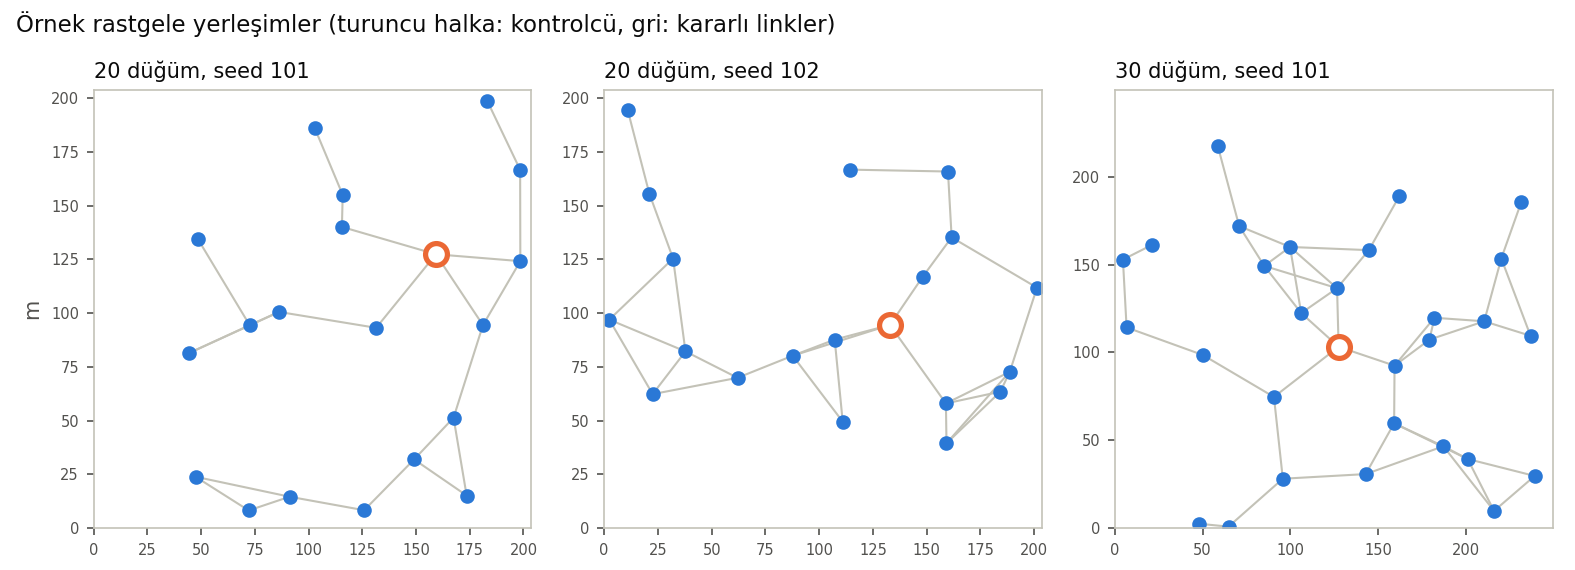 Örnek rastgele yerleşimler (turuncu halka: kontrolcü, gri: kararlı linkler)
20 düğüm, seed 101
200
175
150
125
100
75
50
25
0
m
0 25 50 75 100 125 150 175 200
20 düğüm, seed 102
200
175
150
125
100
75
50
25
0
0 25 50 75 100 125 150 175 200
30 düğüm, seed 101
200
150
100
50
0
0 50 100 150 200